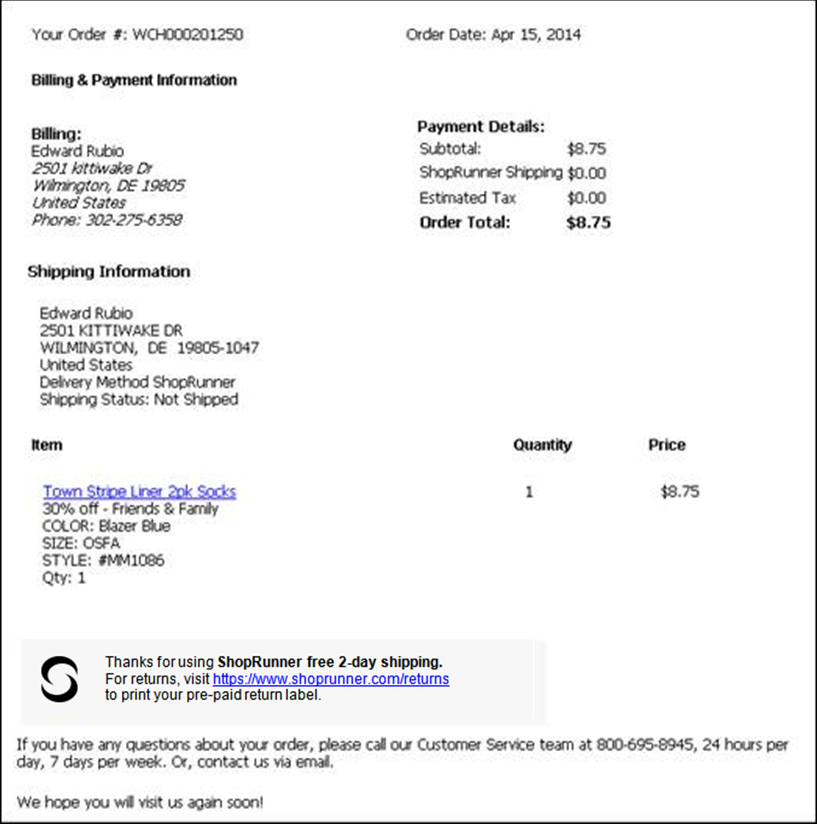 Your Order #: WCH000201250 Order Date: Apr 15, 2014
Billing & Payment Information
Billing:
Edward Rubio
2501 kittiwake Dr
Wilmington, DE 19805
United States
Phone: 302-275-6358
Payment Details:
Subtotal: $8.75
ShopRunner Shipping $0.00
Estimated Tax $0.00
Order Total: $8.75
Shipping Information
Edward Rubio
2501 KITTIWAKE DR
WILMINGTON, DE 19805-1047
United States
Delivery Method ShopRunner
Shipping Status: Not Shipped
Item Quantity Price
Town Stripe Liner 2pk Socks 1 $8.75
30% off - Friends & Family
COLOR: Blazer Blue
SIZE: OSFA
STYLE: #MM1086
Qty: 1
Thanks for using ShopRunner free 2-day shipping.
For returns, visit https://www.shoprunner.com/returns
to print your pre-paid return label.
If you have any questions about your order, please call our Customer Service team at 800-695-8945, 24 hours per
day, 7 days per week. Or, contact us via email.
We hope you will visit us again soon!